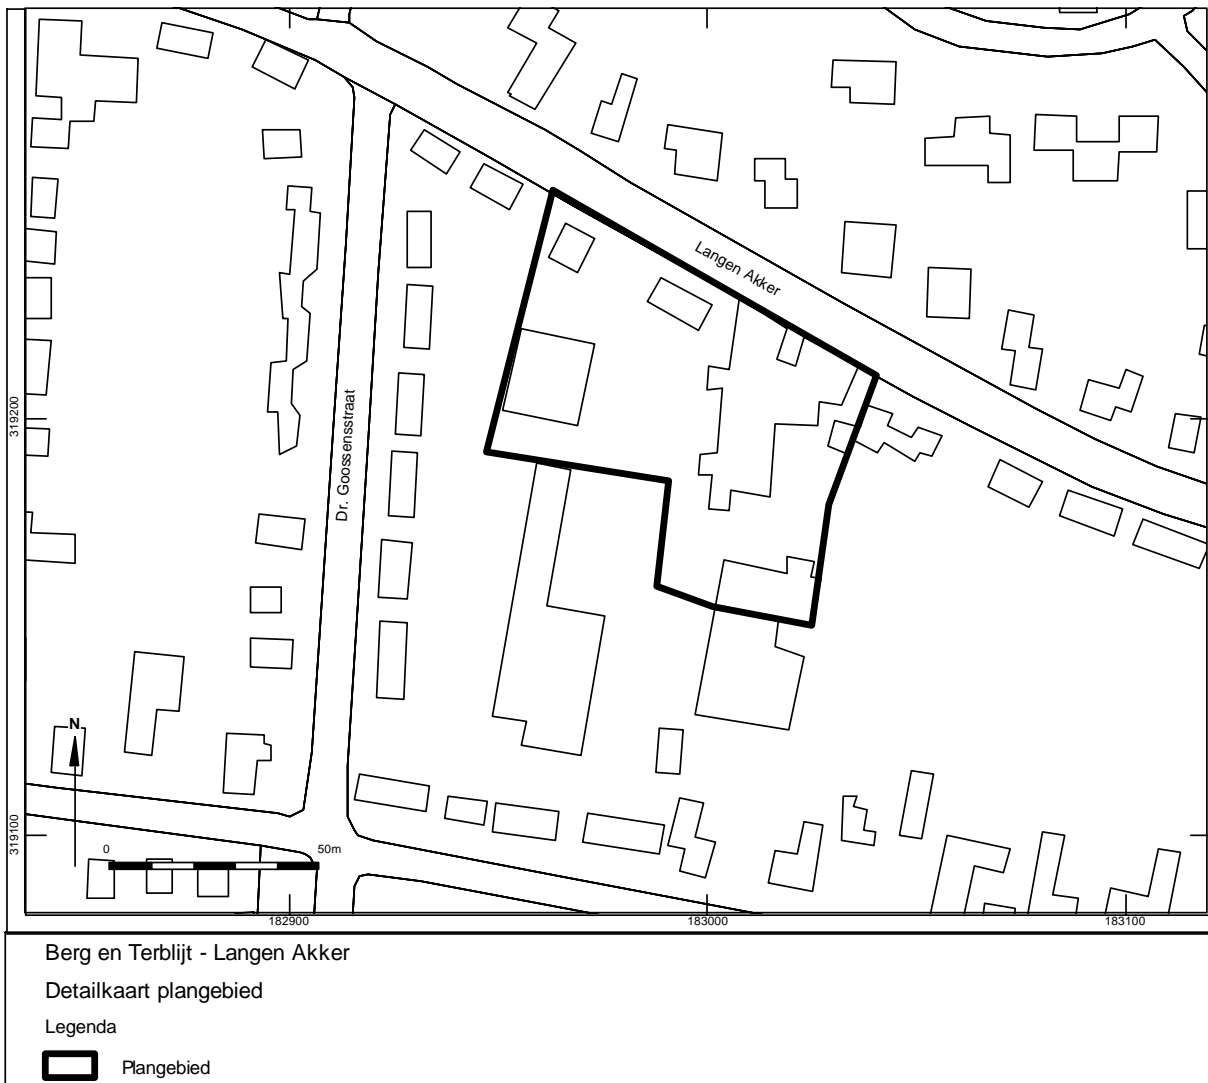 Langen Akker
Dr. Goossensstraat
319200
319100
N
0
50m
182900
183000
183100
Berg en Terblijt - Langen Akker
Detailkaart plangebied
Legenda
Plangebied